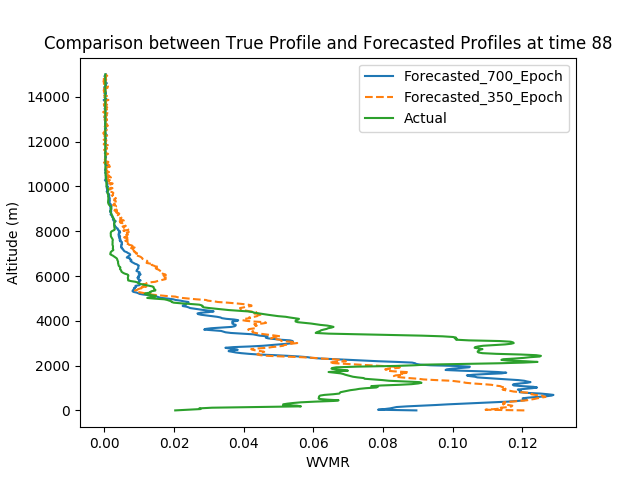 Comparison between True Profile and Forecasted Profiles at time 88
Forecasted_700_Epoch
Forecasted_350_Epoch
Actual
14000
12000
10000
8000
6000
4000
2000
0
Altitude (m)
0.00 0.02 0.04 0.06 0.08 0.10 0.12
WVMR